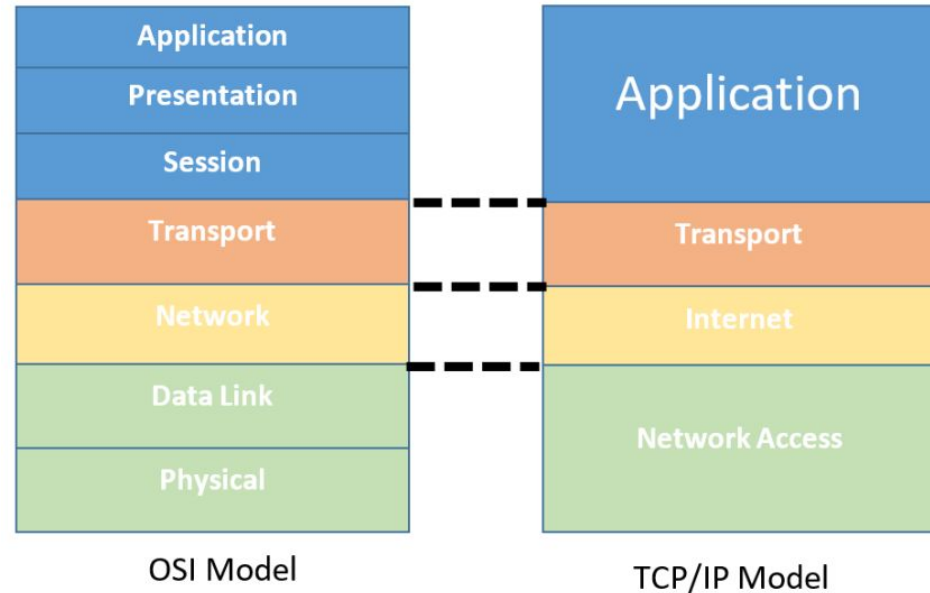 Application
Presentation
Session
Transport
Network
Data Link
Physical
OSI Model
Application
Transport
Internet
Network Access
TCP/IP Model